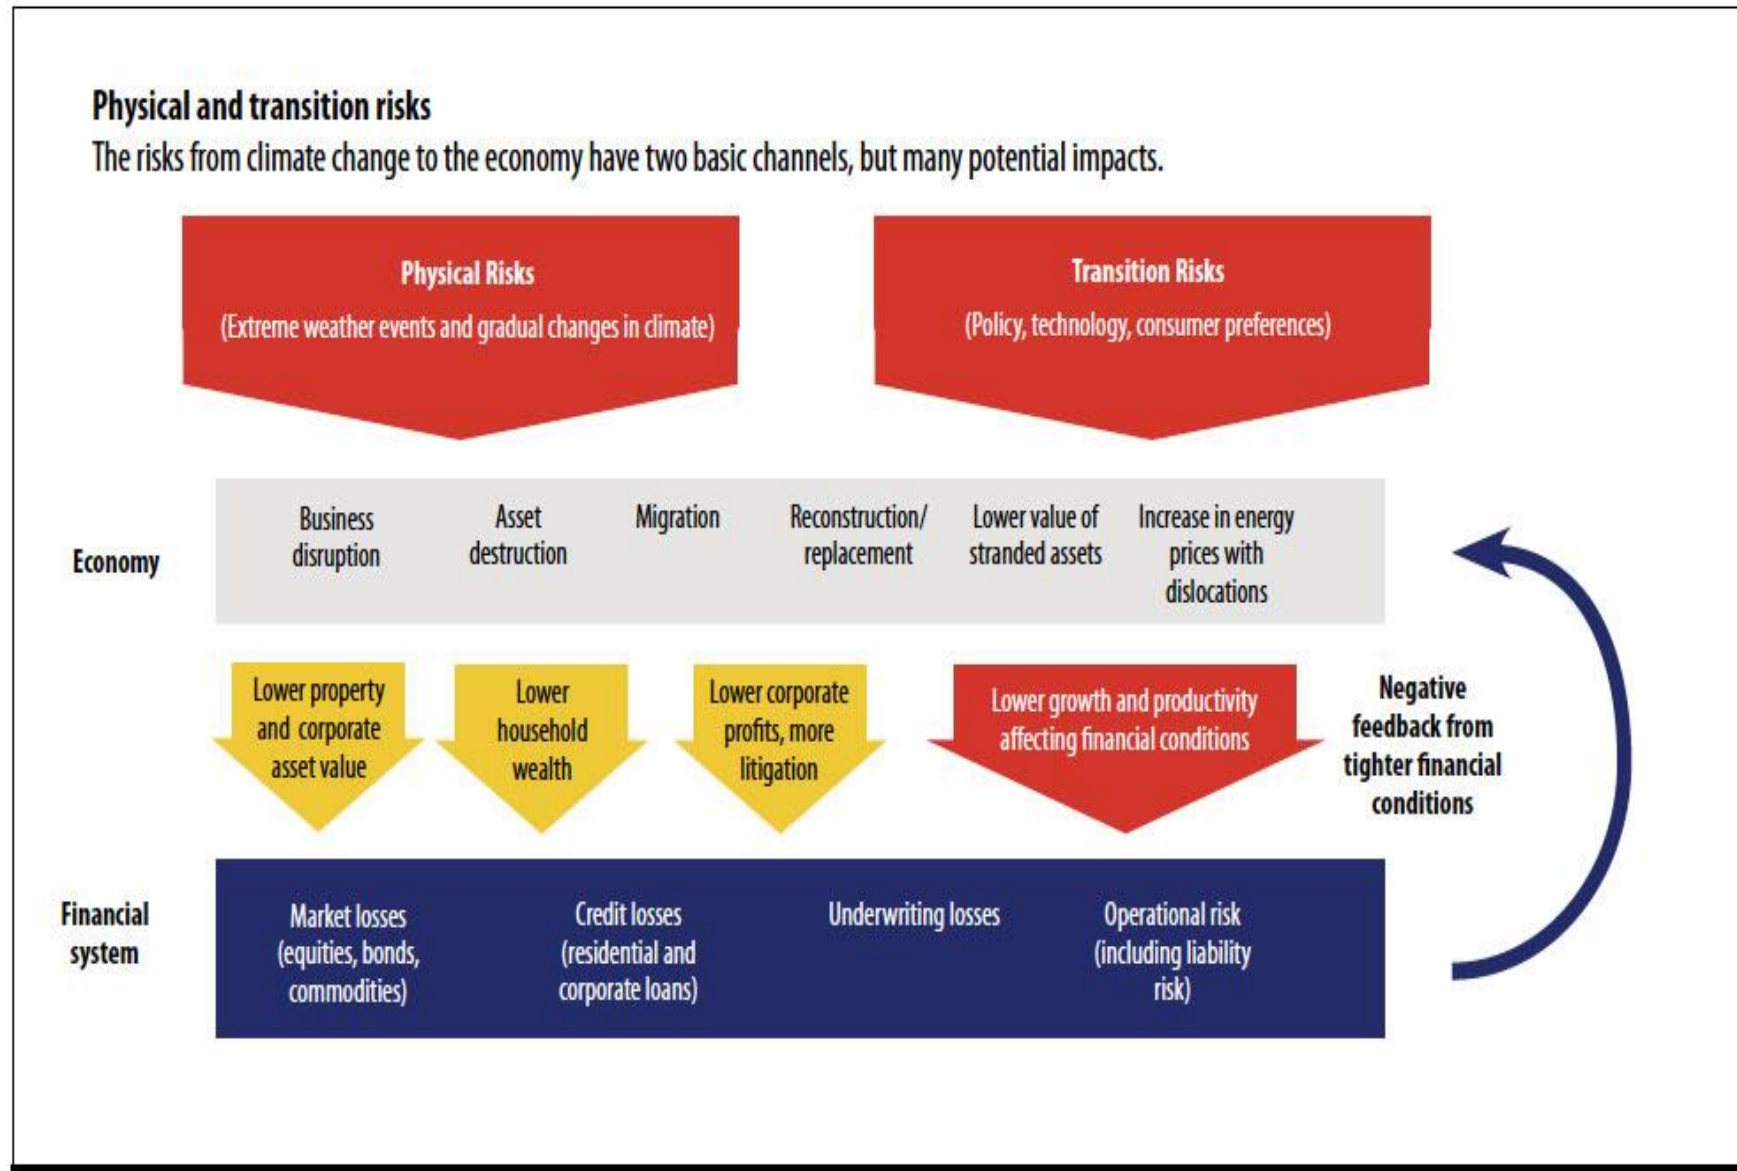 Physical and transition risks
The risks from climate change to the economy have two basic channels, but many potential impacts.
Physical Risks
(Extreme weather events and gradual changes in climate)
Transition Risks
(Policy, technology, consumer preferences)
Economy
Business
disruption
Asset
destruction
Migration
Reconstruction/
replacement
Lower value of
stranded assets
Increase in energy
prices with
dislocations
Lower property
and corporate
asset value
Lower
household
wealth
Lower corporate
profits, more
litigation
Lower growth and productivity
affecting financial conditions
Negative
feedback from
tighter financial
conditions
Financial
system
Market losses
(equities, bonds,
commodities)
Credit losses
(residential and
corporate loans)
Underwriting losses
Operational risk
(including liability
risk)